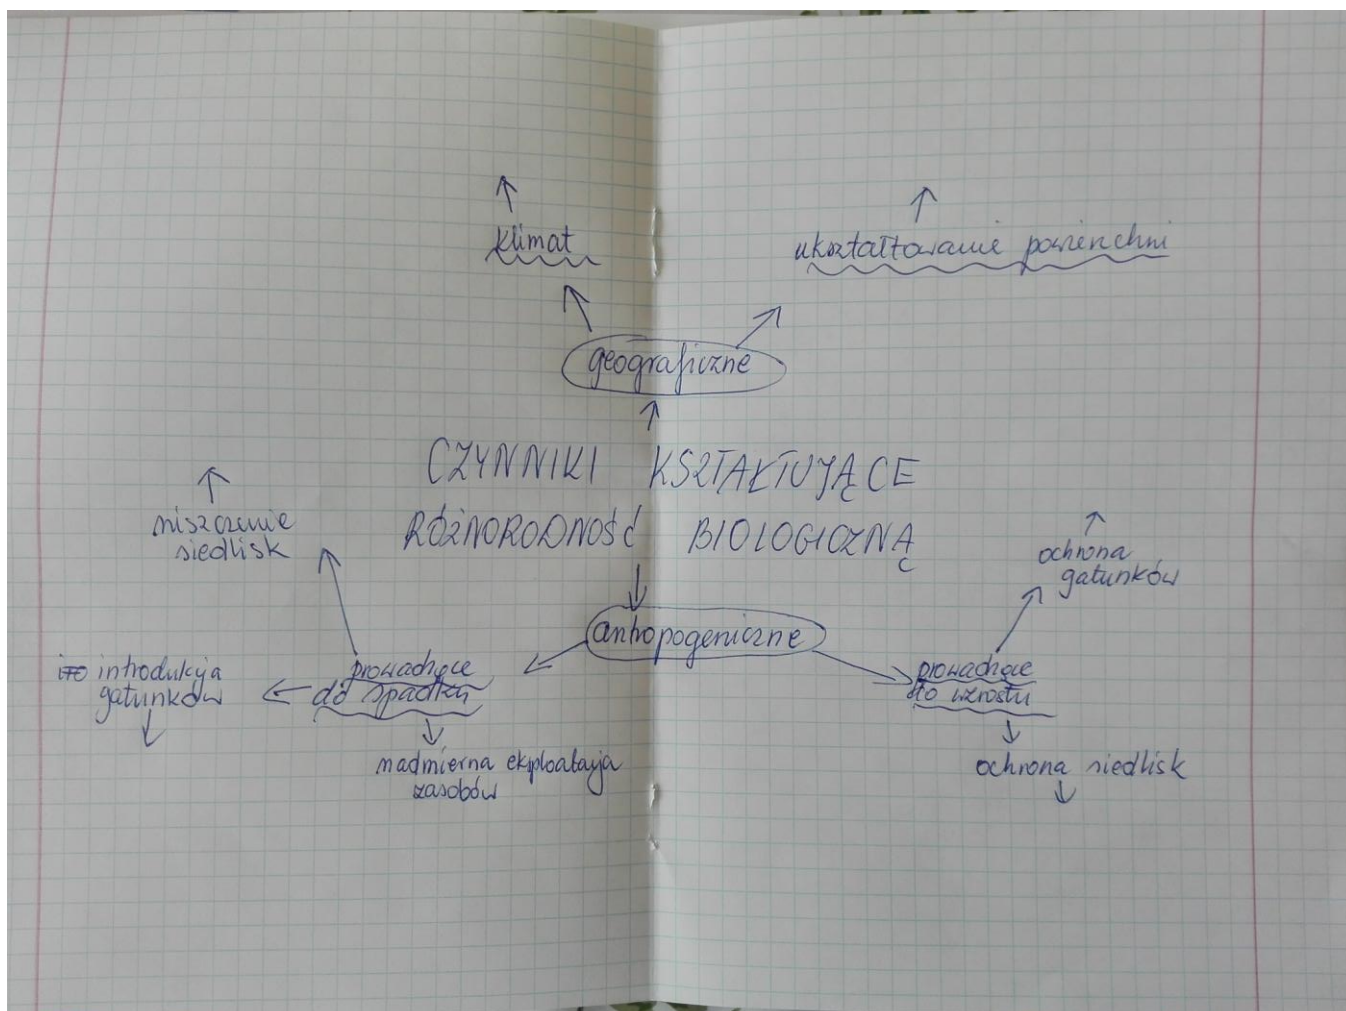 klimat
ukształtowanie powierzchni
geograficzne
CZYNNIKI KSZTAŁTUJĄCE
RÓŻNORODNOŚĆ BIOLOGICZNĄ
niszczenie
siedlisk
ochrona
gatunków
antropogeniczne
introdukcja
gatunków
prowadzące
do spadku
prowadzące
do wzrostu
nadmierna eksploatacja
zasobów
ochrona siedlisk